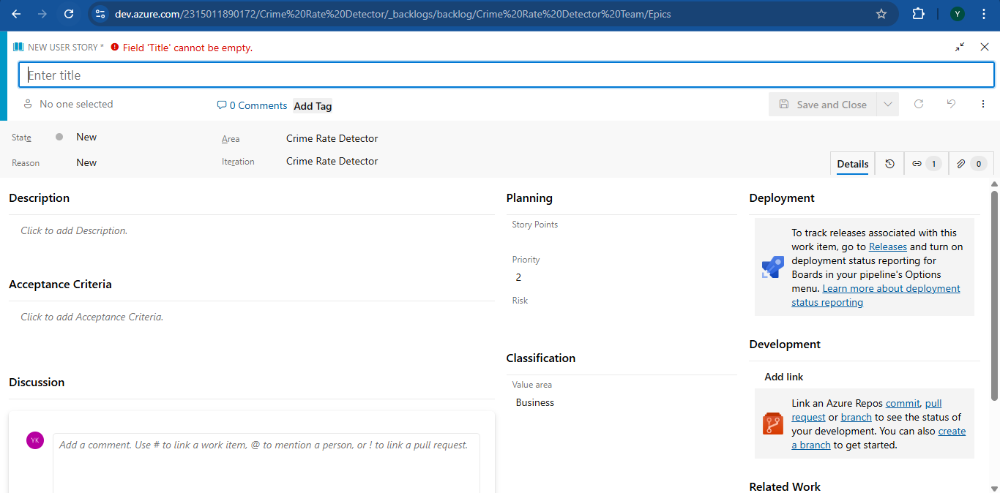 dev.azure.com/2315011890172/Crime%20Rate%20Detector/_backlogs/backlog/Crime%20Rate%20Detector%20Team/Epics
Y
NEW USER STORY * Field 'Title' cannot be empty.
Enter title
No one selected
0 Comments
Add Tag
Save and Close
State
New
Area
Crime Rate Detector
Reason
New
Iteration
Crime Rate Detector
Details
1
0
Description
Click to add Description.
Acceptance Criteria
Click to add Acceptance Criteria.
Discussion
YK
Add a comment. Use # to link a work item, @ to mention a person, or ! to link a pull request.
Planning
Story Points
Priority
2
Risk
Classification
Value area
Business
Deployment
To track releases associated with this
work item, go to Releases and turn on
deployment status reporting for
Boards in your pipeline's Options
menu. Learn more about deployment
status reporting
Development
Add link
Link an Azure Repos commit, pull
request or branch to see the status of
your development. You can also create
a branch to get started.
Related Work